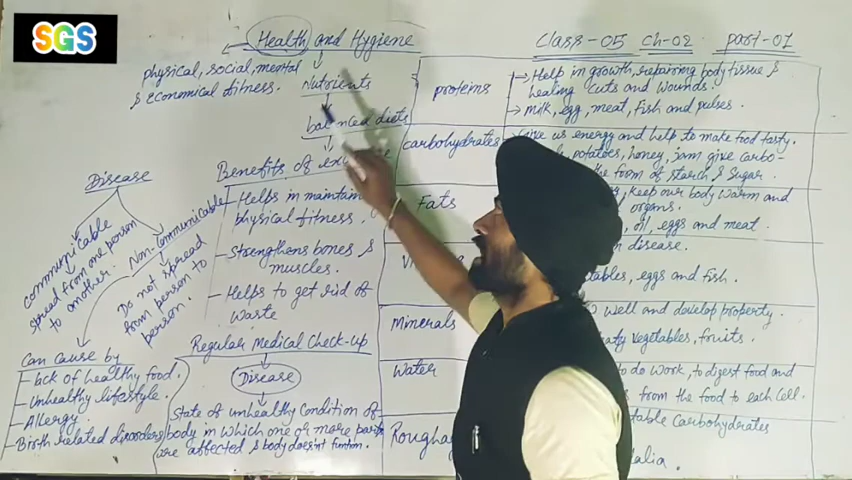 SGS
Health and Hygiene
Class-05 Ch-02 part-01
physical, social, mental
& economical fitness.
Nutrients
balanced diets
Benefits of
Helps in maintain
physical fitness.
Strengthens bones &
muscles.
Helps to get rid of
waste
Regular Medical Check-up
Disease
State of unhealthy condition of
body in which one or more parts
are affected & body doesn't funtion.
Disease
communicable
spread from one person
to another.
Non-communicable
Do not spread
from person to
person.
Can cause by
lack of healthy food.
Unhealthy lifestyle.
Allergy.
Birth related disorders
proteins
Help in growth, repairing body tissue &
healing cuts and wounds.
milk, egg, meat, fish and pulses.
carbohydrates
Give us energy and help to make food tasty.
potatoes, honey, jam give carbo-
the form of starch & sugar.
Fats
keep our body warm and
organs.
oil, eggs and meat.
disease.
eggs and fish.
Minerals
well and develop property.
vegetables, fruits.
Water
to do work, to digest food and
from the food to each cell.
Carbohydrates